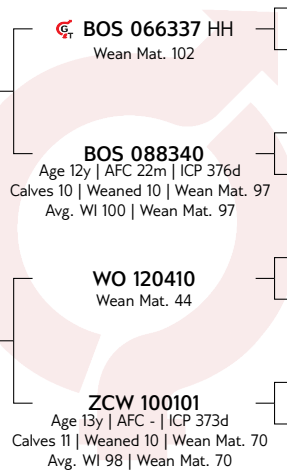 GT BOS 066337 HH
Wean Mat. 102
BOS 088340
Age 12y | AFC 22m | ICP 376d
Calves 10 | Weaned 10 | Wean Mat. 97
Avg. WI 100 | Wean Mat. 97
WO 120410
Wean Mat. 44
ZCW 100101
Age 13y | AFC - | ICP 373d
Calves 11 | Weaned 10 | Wean Mat. 70
Avg. WI 98 | Wean Mat. 70